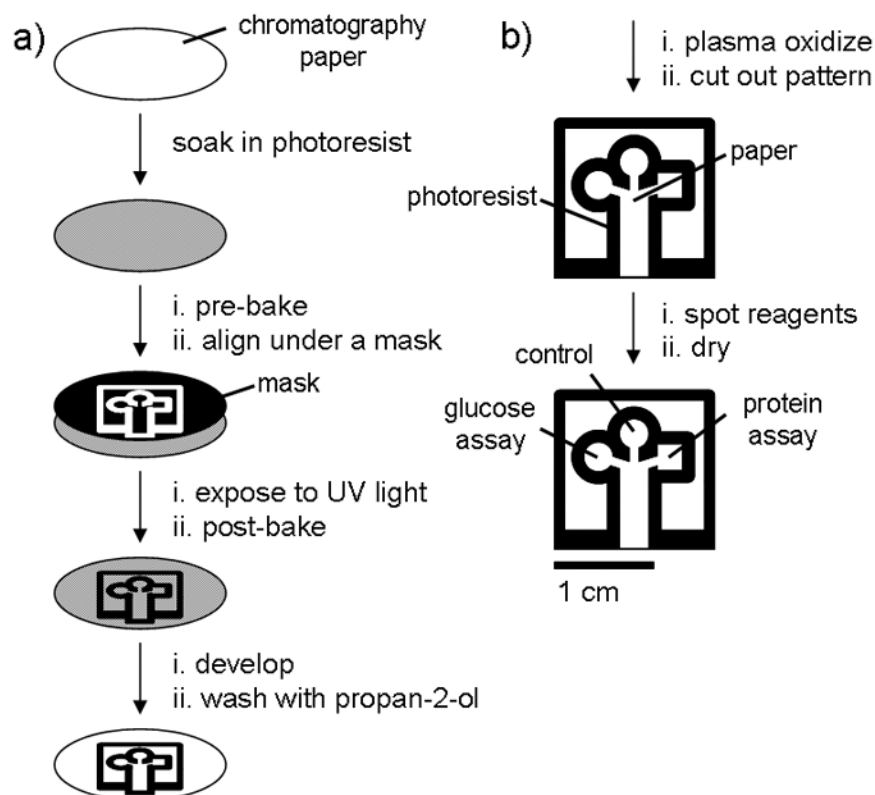 a)
chromatography
paper
soak in photoresist
i. pre-bake
ii. align under a mask
mask
i. expose to UV light
ii. post-bake
i. develop
ii. wash with propan-2-ol
b)
i. plasma oxidize
ii. cut out pattern
paper
photoresist
i. spot reagents
ii. dry
control
glucose
assay
protein
assay
1 cm